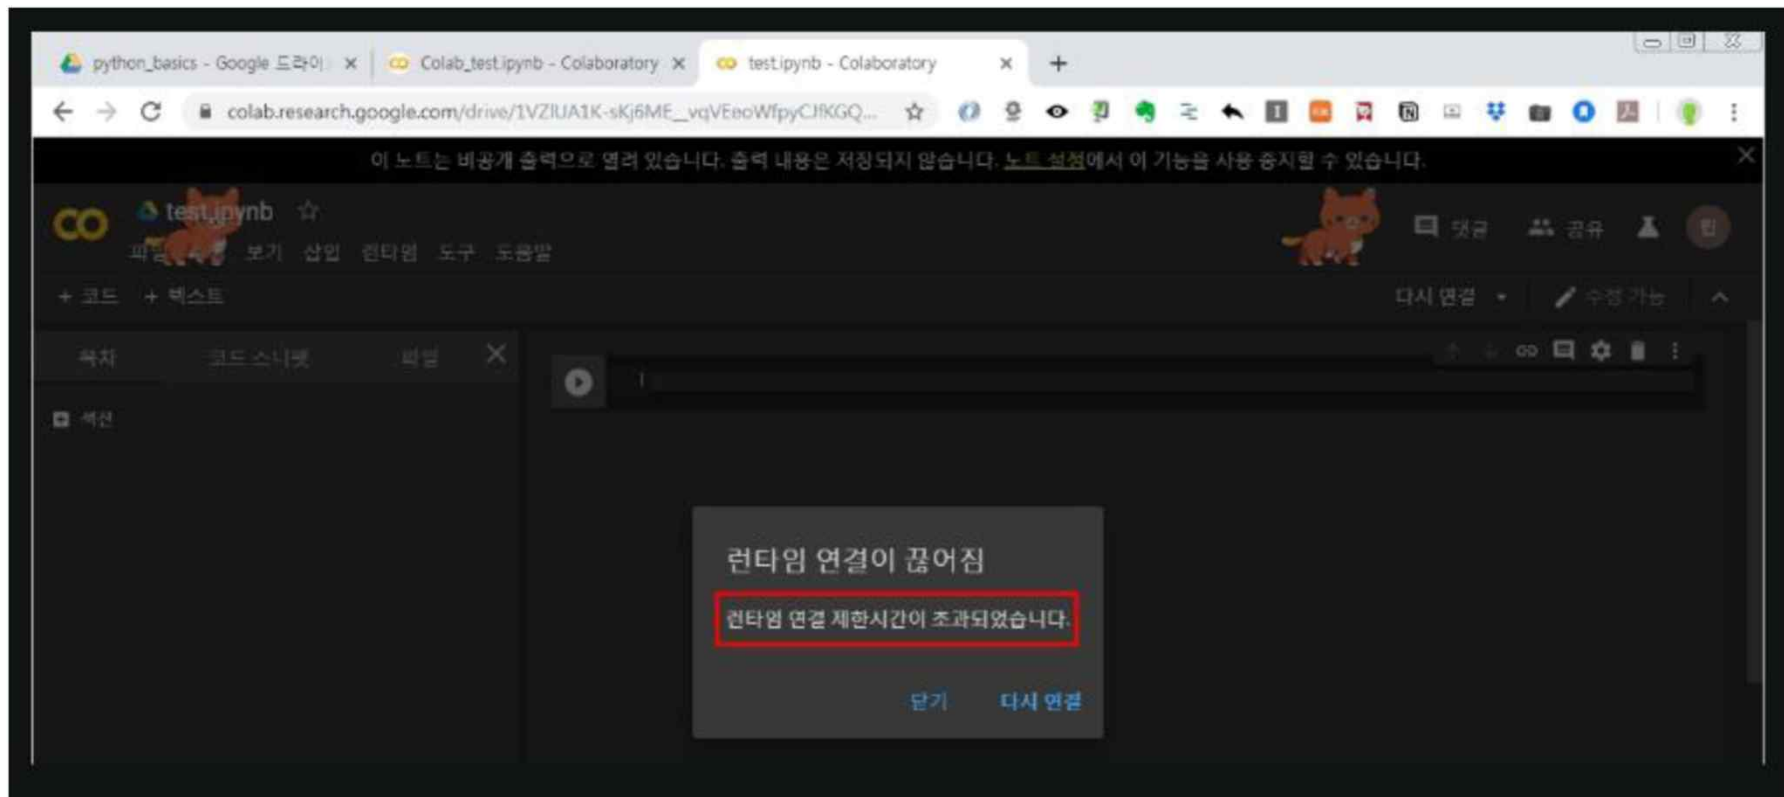 python_basics - Google 드라이
Colab_test.ipynb - Colaboratory
test.ipynb - Colaboratory
colab.research.google.com/drive/1VZlUA1K-sKj6ME__vqVEeoWfpyCJfKGQ...
이 노트는 비공개 출력으로 열려 있습니다. 출력 내용은 저장되지 않습니다. 노트 설정에서 이 기능을 사용 중지할 수 있습니다.
CO
test.ipynb
보기 삽입 런타임 도구 도움말
댓글
공유
린
+ 코드 + 텍스트
다시 연결
수정 가능
목차
코드 스니펫
파일
1
섹션
런타임 연결이 끊어짐
런타임 연결 제한시간이 초과되었습니다.
닫기
다시 연결